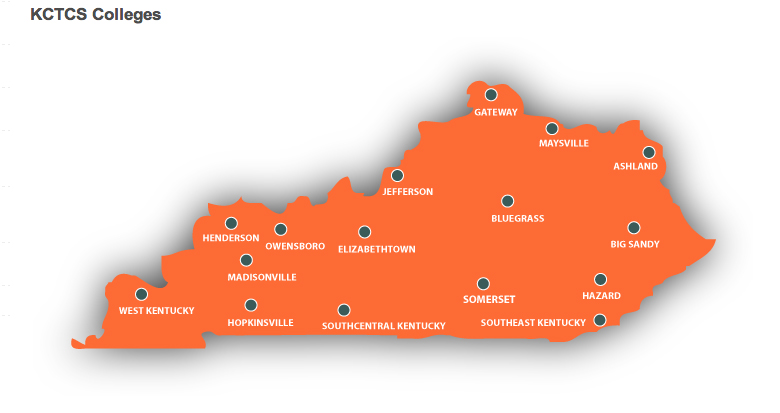 KCTCS Colleges
GATEWAY
MAYSVILLE
ASHLAND
JEFFERSON
BLUEGRASS
HENDERSON
OWENSBORO
ELIZABETHTOWN
BIG SANDY
MADISONVILLE
WEST KENTUCKY
SOMERSET
HAZARD
HOPKINSVILLE
SOUTHCENTRAL KENTUCKY
SOUTHEAST KENTUCKY